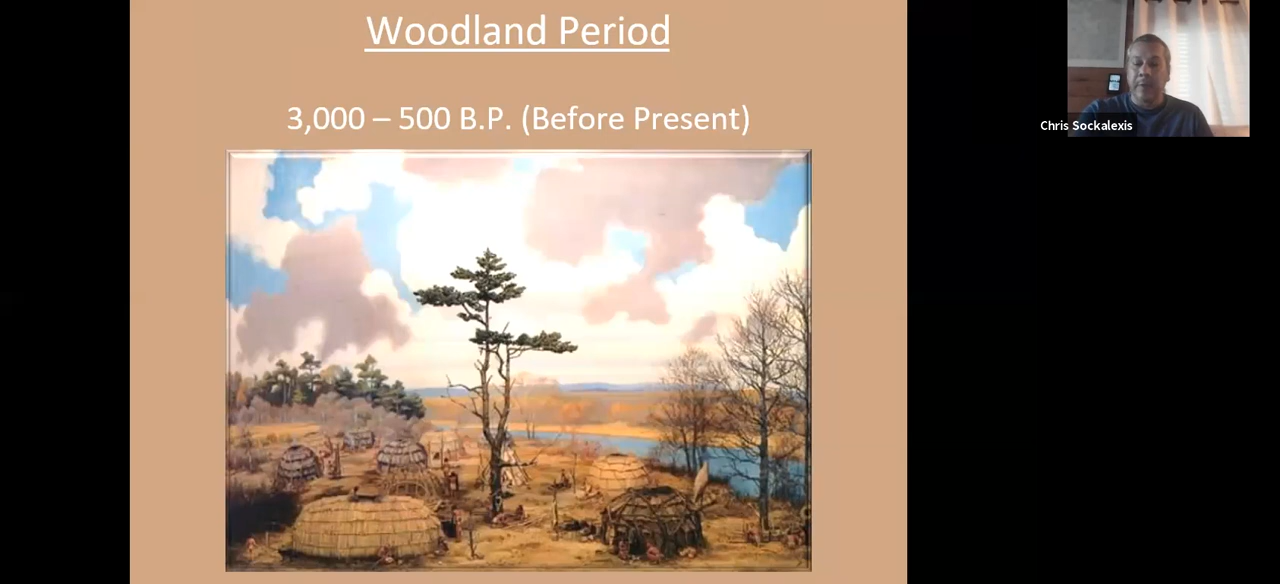 Woodland Period
3,000 – 500 B.P. (Before Present)
Chris Sockalexis